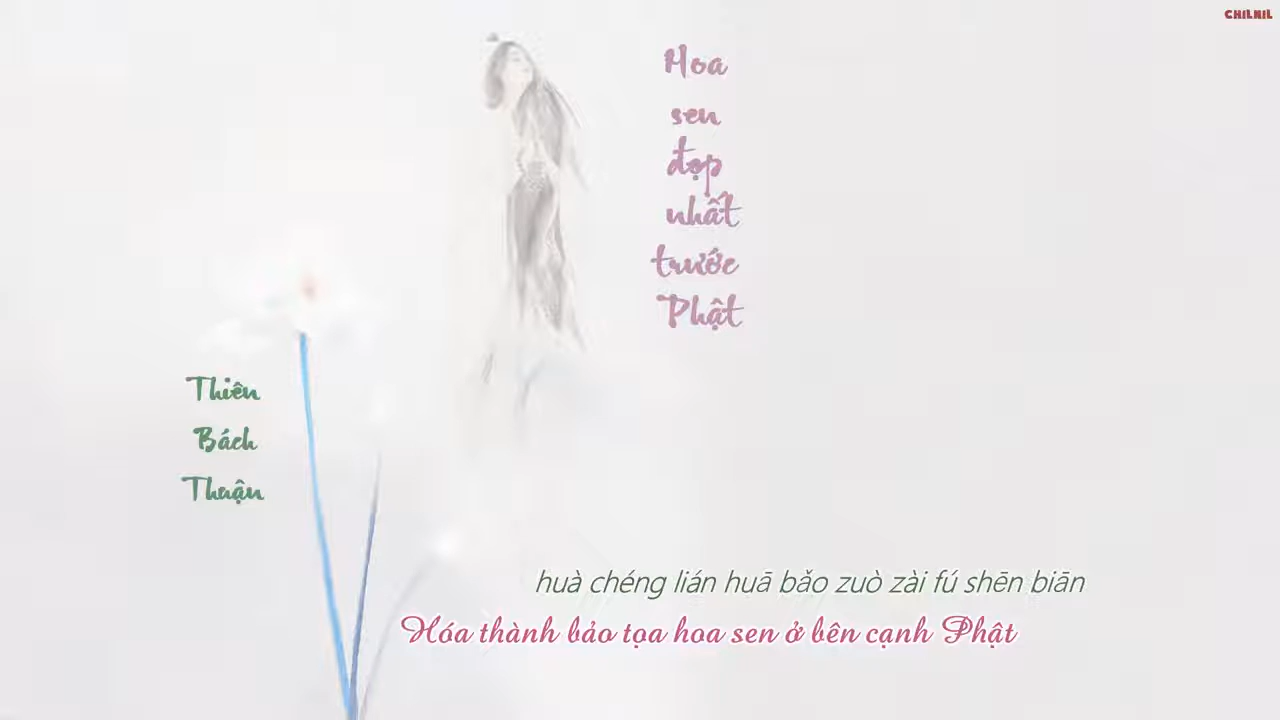 CHILNIL
Hoa
sen
đẹp
nhất
trước
Phật
Thiên
Bách
Thuận
huà chéng lián huā bǎo zuò zài fú shēn biān
Hóa thành bảo tọa hoa sen ở bên cạnh Phật